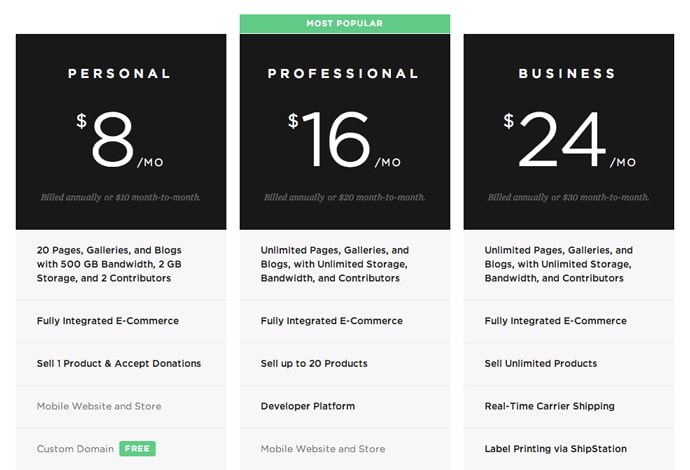 MOST POPULAR
PERSONAL
$8/MO
Billed annually or $10 month-to-month.
20 Pages, Galleries, and Blogs
with 500 GB Bandwidth, 2 GB
Storage, and 2 Contributors
Fully Integrated E-Commerce
Sell 1 Product & Accept Donations
Mobile Website and Store
Custom Domain FREE
PROFESSIONAL
$16/MO
Billed annually or $20 month-to-month.
Unlimited Pages, Galleries, and
Blogs, with Unlimited Storage,
Bandwidth, and Contributors
Fully Integrated E-Commerce
Sell up to 20 Products
Developer Platform
Mobile Website and Store
BUSINESS
$24/MO
Billed annually or $30 month-to-month.
Unlimited Pages, Galleries, and
Blogs, with Unlimited Storage,
Bandwidth, and Contributors
Fully Integrated E-Commerce
Sell Unlimited Products
Real-Time Carrier Shipping
Label Printing via ShipStation